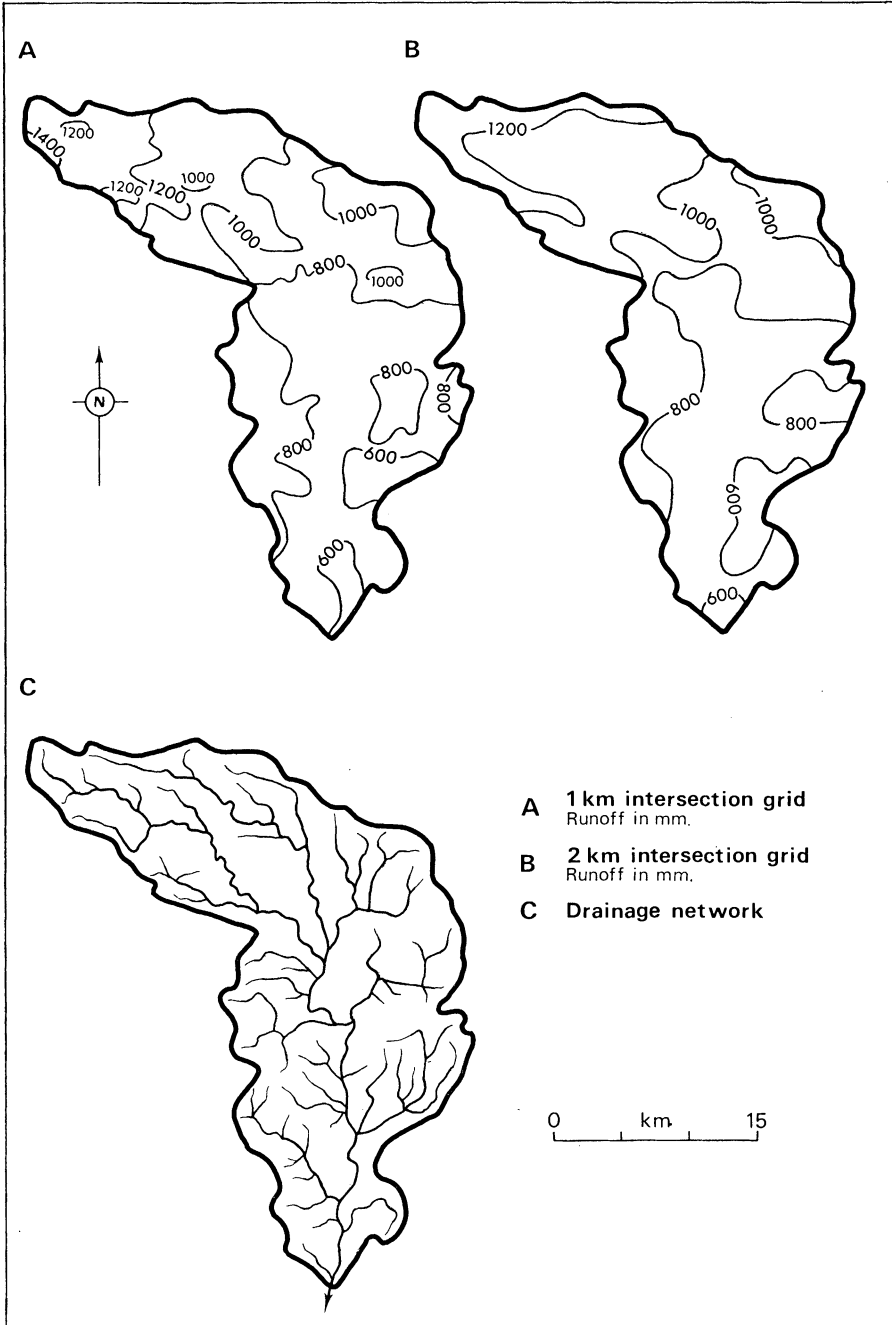 A
B
1400
1200
1200
1200
1000
1000
1000
800
1000
800
800
800
600
600
1200
1000
1000
800
800
600
600
N
C
A 1 km intersection grid
Runoff in mm.
B 2 km intersection grid
Runoff in mm.
C Drainage network
0 km. 15